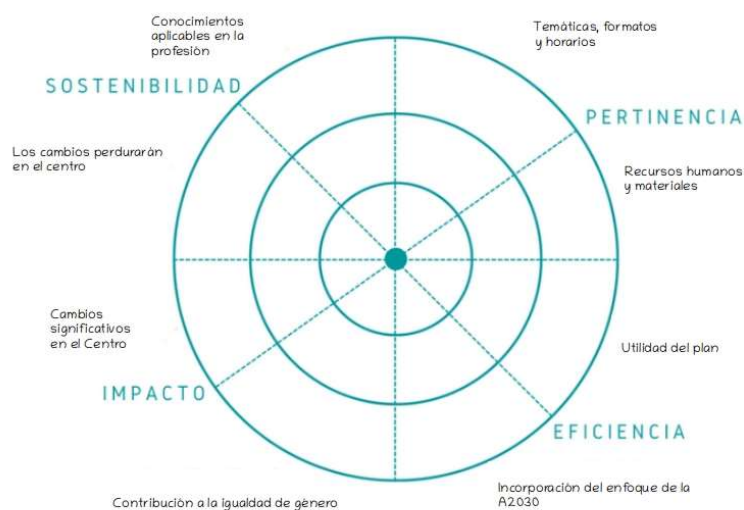 Conocimientos
aplicables en la
profesión
Temáticas, formatos
y horarios
SOSTENIBILIDAD
PERTINENCIA
Los cambios perdurarán
en el centro
Recursos humanos
y materiales
Cambios
significativos
en el Centro
Utilidad del plan
IMPACTO
EFICIENCIA
Contribución a la igualdad de género
Incorporación del enfoque de la
A2030